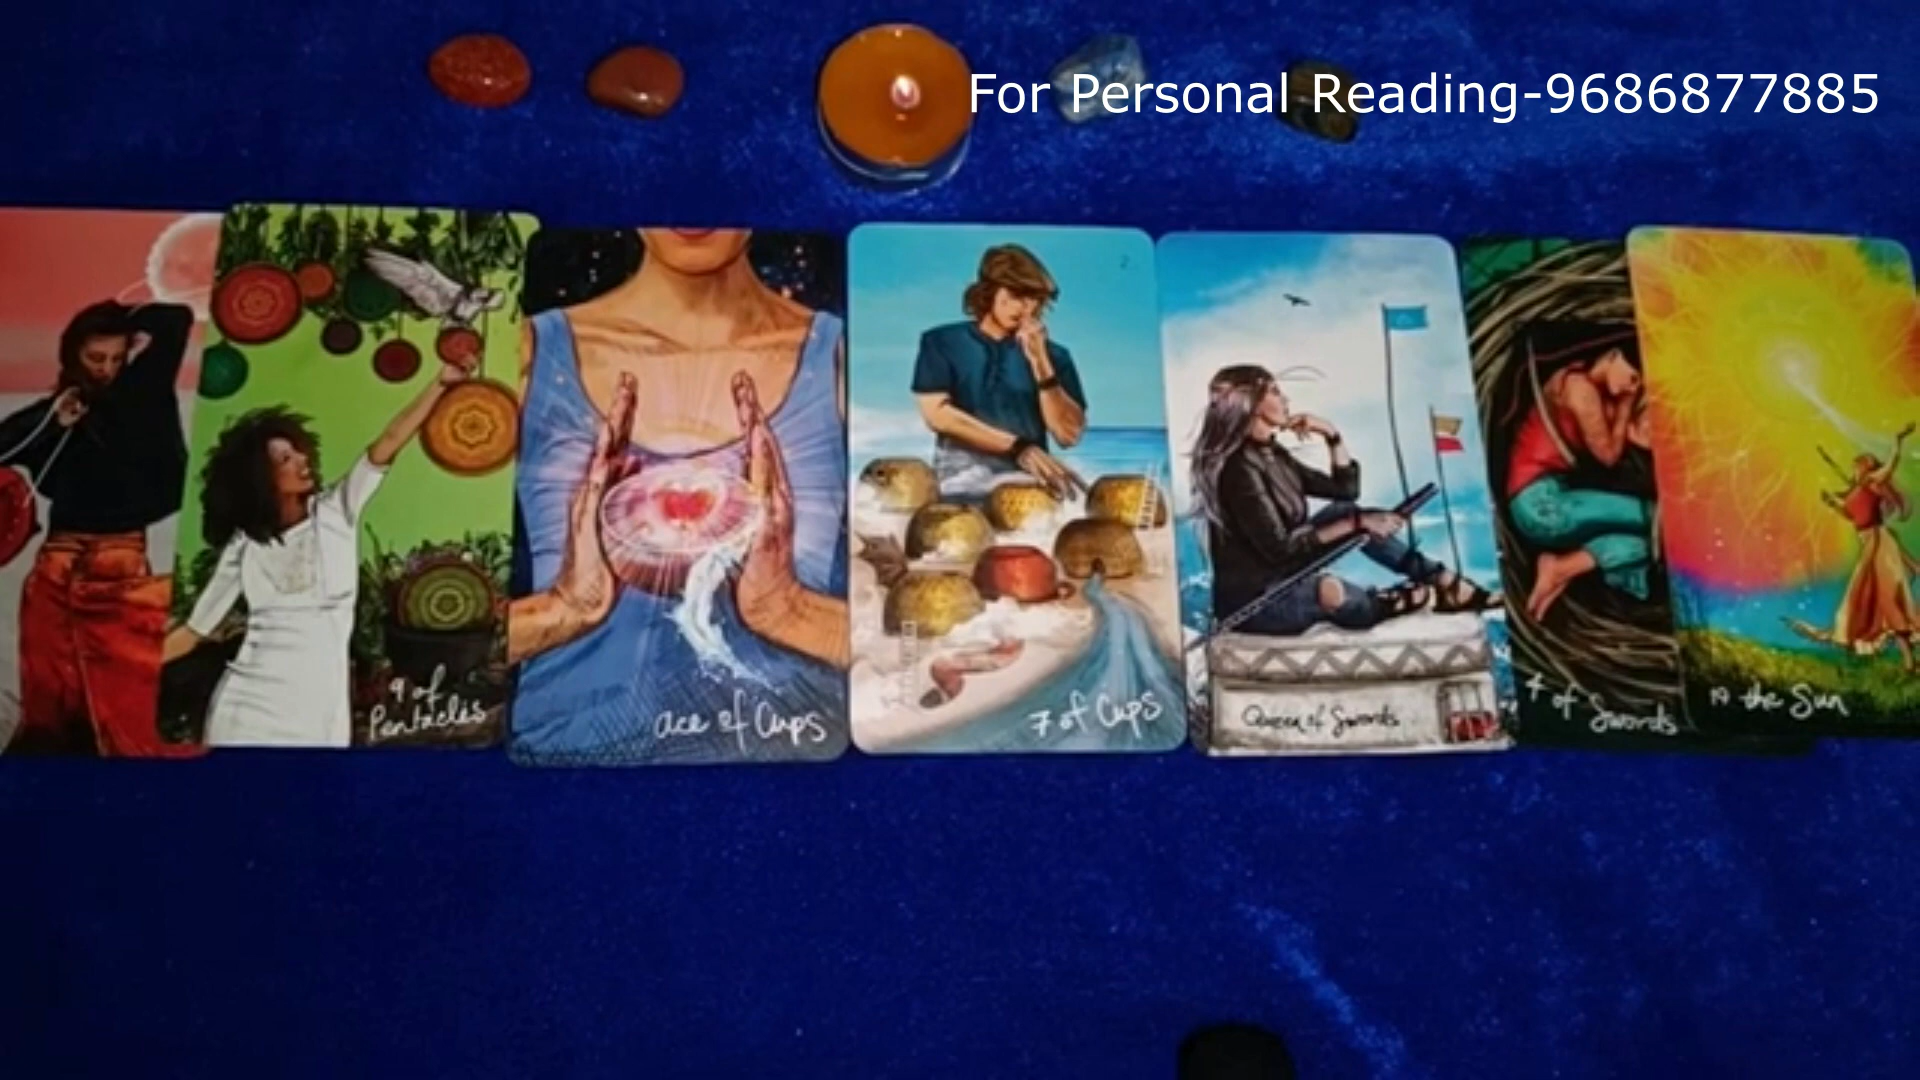 For Personal Reading-9686877885
9 of
Pentacles
ace of Cups
7 of Cups
Queen of Swords
4 of Swords
19 the Sun